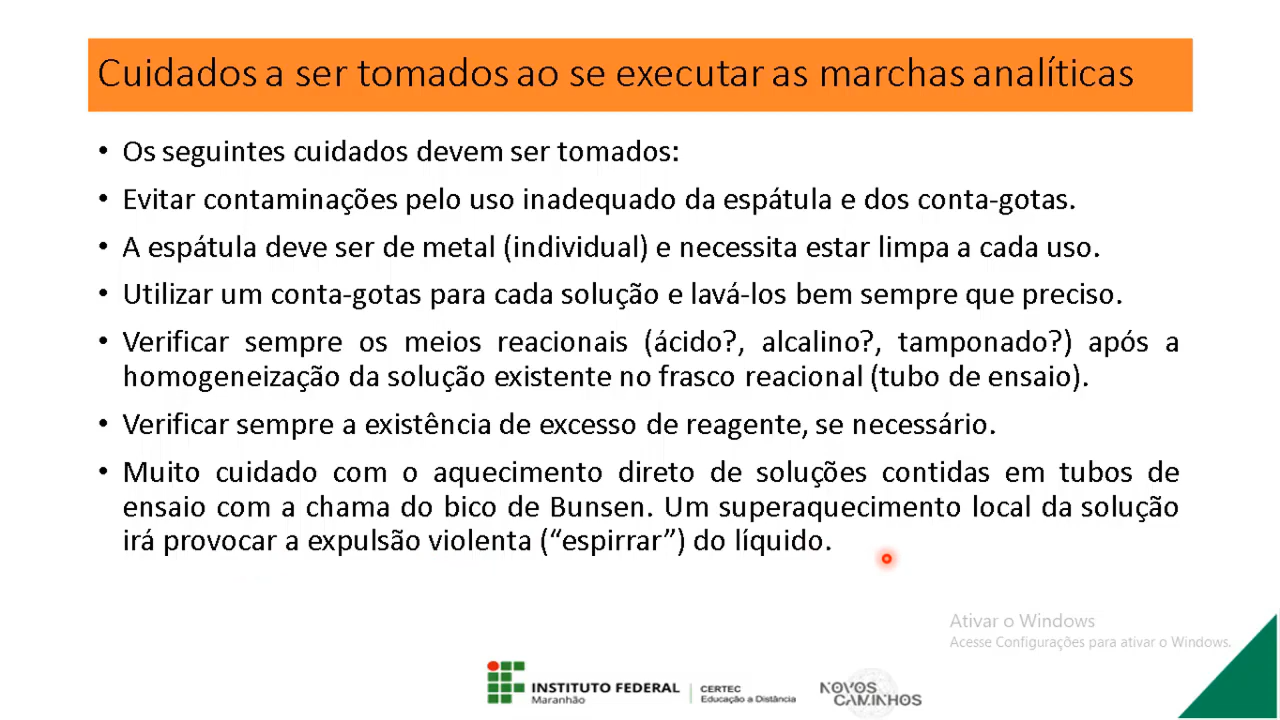 Cuidados a ser tomados ao se executar as marchas analíticas
• Os seguintes cuidados devem ser tomados:
• Evitar contaminações pelo uso inadequado da espátula e dos conta-gotas.
• A espátula deve ser de metal (individual) e necessita estar limpa a cada uso.
• Utilizar um conta-gotas para cada solução e lavá-los bem sempre que preciso.
• Verificar sempre os meios reacionais (ácido?, alcalino?, tamponado?) após a
homogeneização da solução existente no frasco reacional (tubo de ensaio).
• Verificar sempre a existência de excesso de reagente, se necessário.
• Muito cuidado com o aquecimento direto de soluções contidas em tubos de
ensaio com a chama do bico de Bunsen. Um superaquecimento local da solução
irá provocar a expulsão violenta (“espirrar”) do líquido.
Ativar o Windows
Acesse Configurações para ativar o Windows.
INSTITUTO FEDERAL
Maranhão
CERTEC
Educação a Distância
NOVOS
CAMINHOS